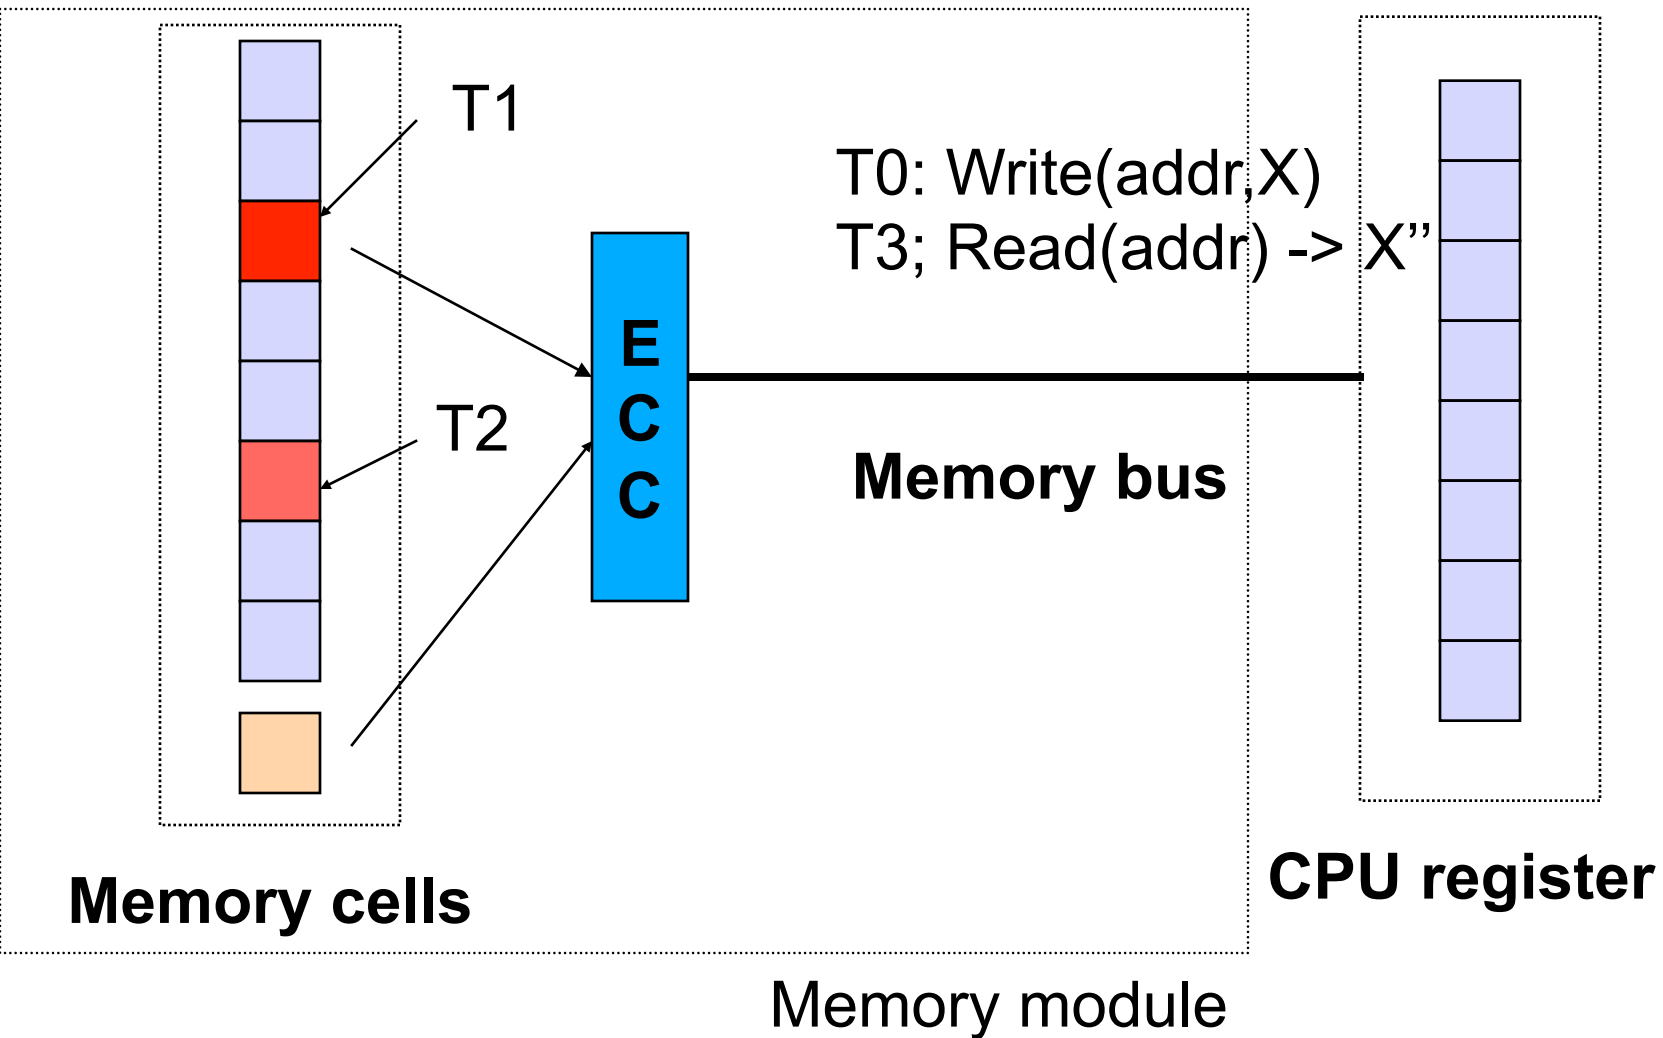 T1
T0: Write(addr,X)
T3; Read(addr) -> X’’
E
C
C
T2
Memory bus
CPU register
Memory cells
Memory module